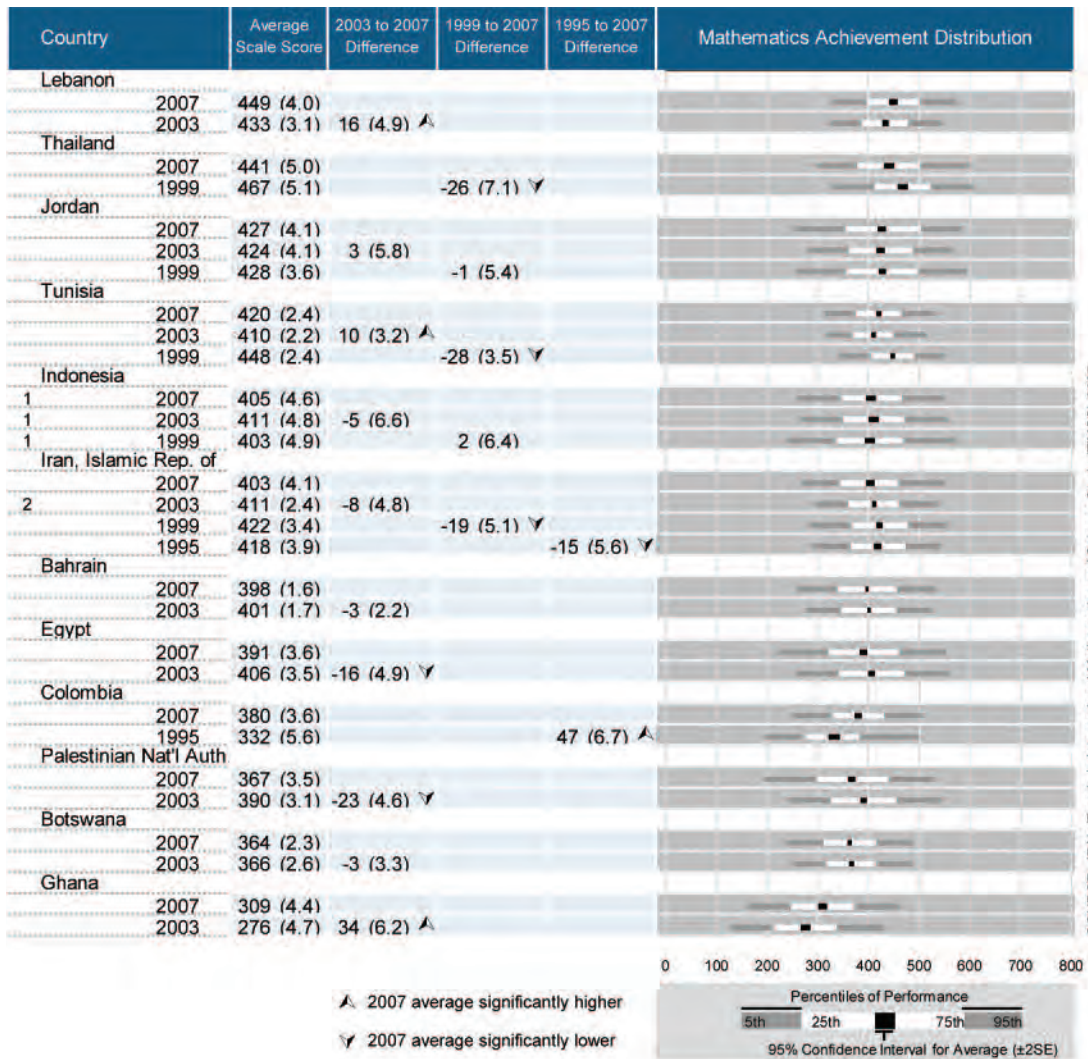 Country Average Scale Score 2003 to 2007 Difference 1999 to 2007 Difference 1995 to 2007 Difference Mathematics Achievement Distribution
Lebanon
2007 449 (4.0)
2003 433 (3.1) 16 (4.9)
Thailand
2007 441 (5.0)
1999 467 (5.1) -26 (7.1)
Jordan
2007 427 (4.1)
2003 424 (4.1) 3 (5.8)
1999 428 (3.6) -1 (5.4)
Tunisia
2007 420 (2.4)
2003 410 (2.2) 10 (3.2)
1999 448 (2.4) -28 (3.5)
Indonesia
1 2007 405 (4.6)
1 2003 411 (4.8) -5 (6.6)
1 1999 403 (4.9) 2 (6.4)
Iran, Islamic Rep. of
2007 403 (4.1)
2 2003 411 (2.4) -8 (4.8)
1999 422 (3.4) -19 (5.1)
1995 418 (3.9) -15 (5.6)
Bahrain
2007 398 (1.6)
2003 401 (1.7) -3 (2.2)
Egypt
2007 391 (3.6)
2003 406 (3.5) -16 (4.9)
Colombia
2007 380 (3.6)
1995 332 (5.6) 47 (6.7)
Palestinian Nat'l Auth
2007 367 (3.5)
2003 390 (3.1) -23 (4.6)
Botswana
2007 364 (2.3)
2003 366 (2.6) -3 (3.3)
Ghana
2007 309 (4.4)
2003 276 (4.7) 34 (6.2)
0 100 200 300 400 500 600 700 800
2007 average significantly higher
2007 average significantly lower
Percentiles of Performance
5th 25th 75th 95th
95% Confidence Interval for Average (±2SE)